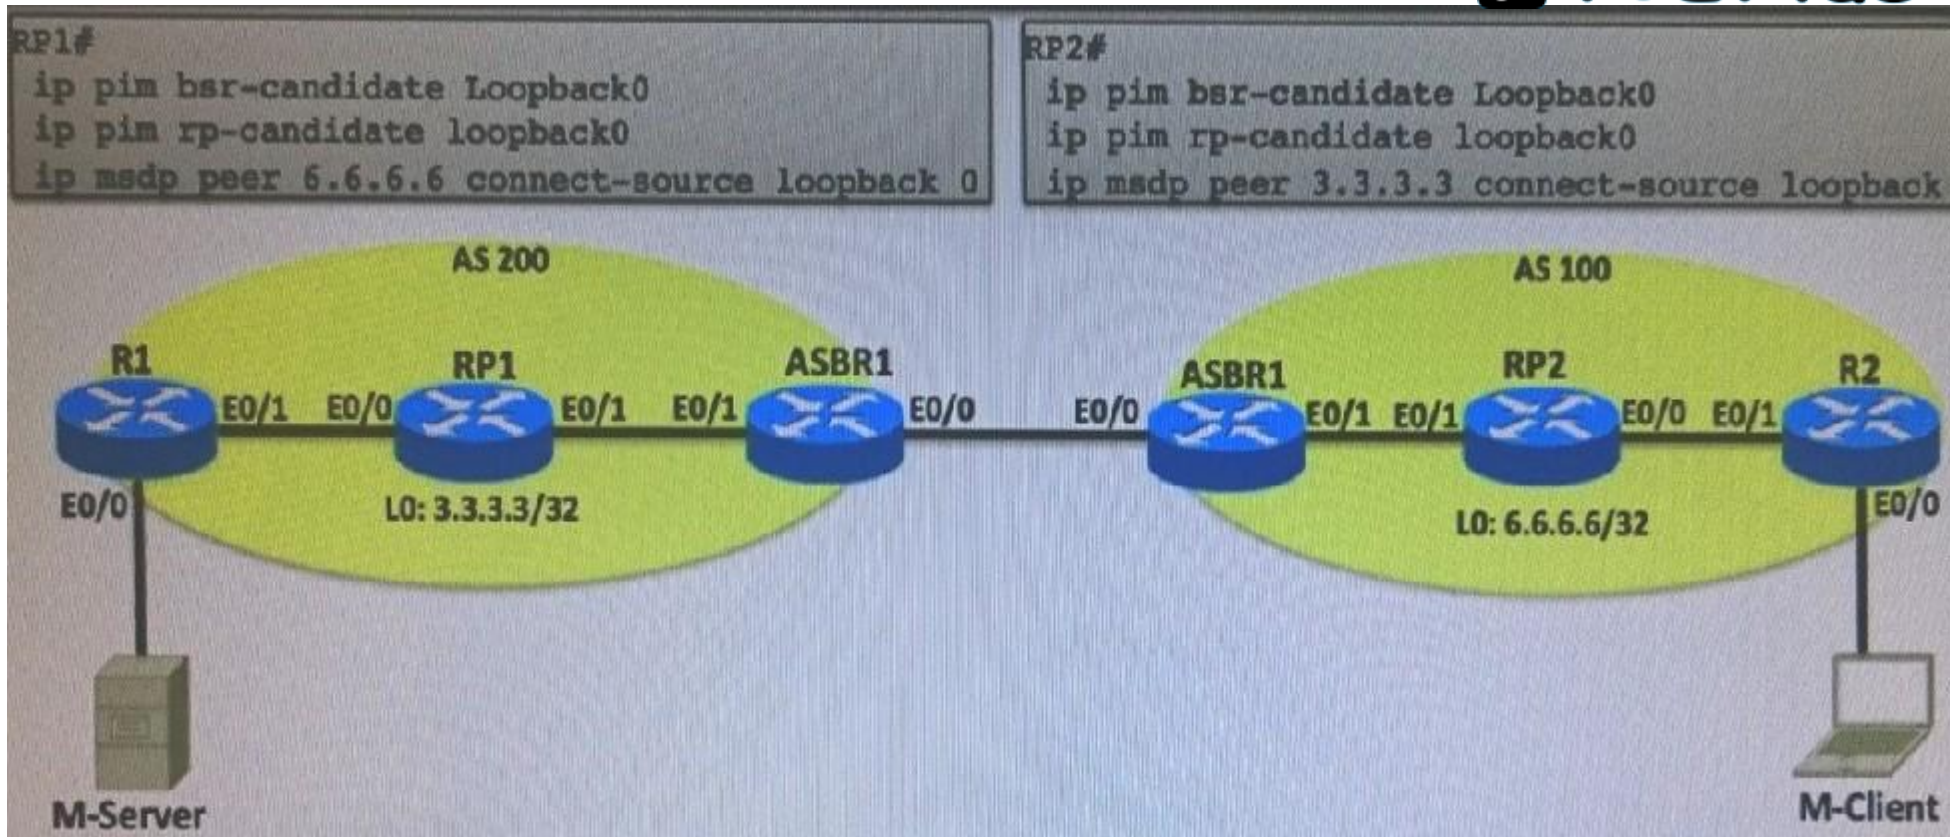 RP1#
ip pim bsr-candidate Loopback0
ip pim rp-candidate loopback0
ip msdp peer 6.6.6.6 connect-source loopback 0
RP2#
ip pim bsr-candidate Loopback0
ip pim rp-candidate loopback0
ip msdp peer 3.3.3.3 connect-source loopback
AS 200
AS 100
R1
RP1
ASBR1
ASBR1
RP2
R2
E0/1 E0/0 E0/1 E0/1 E0/0 E0/0 E0/1 E0/1 E0/0 E0/1
E0/0
L0: 3.3.3.3/32
L0: 6.6.6.6/32
E0/0
M-Server
M-Client